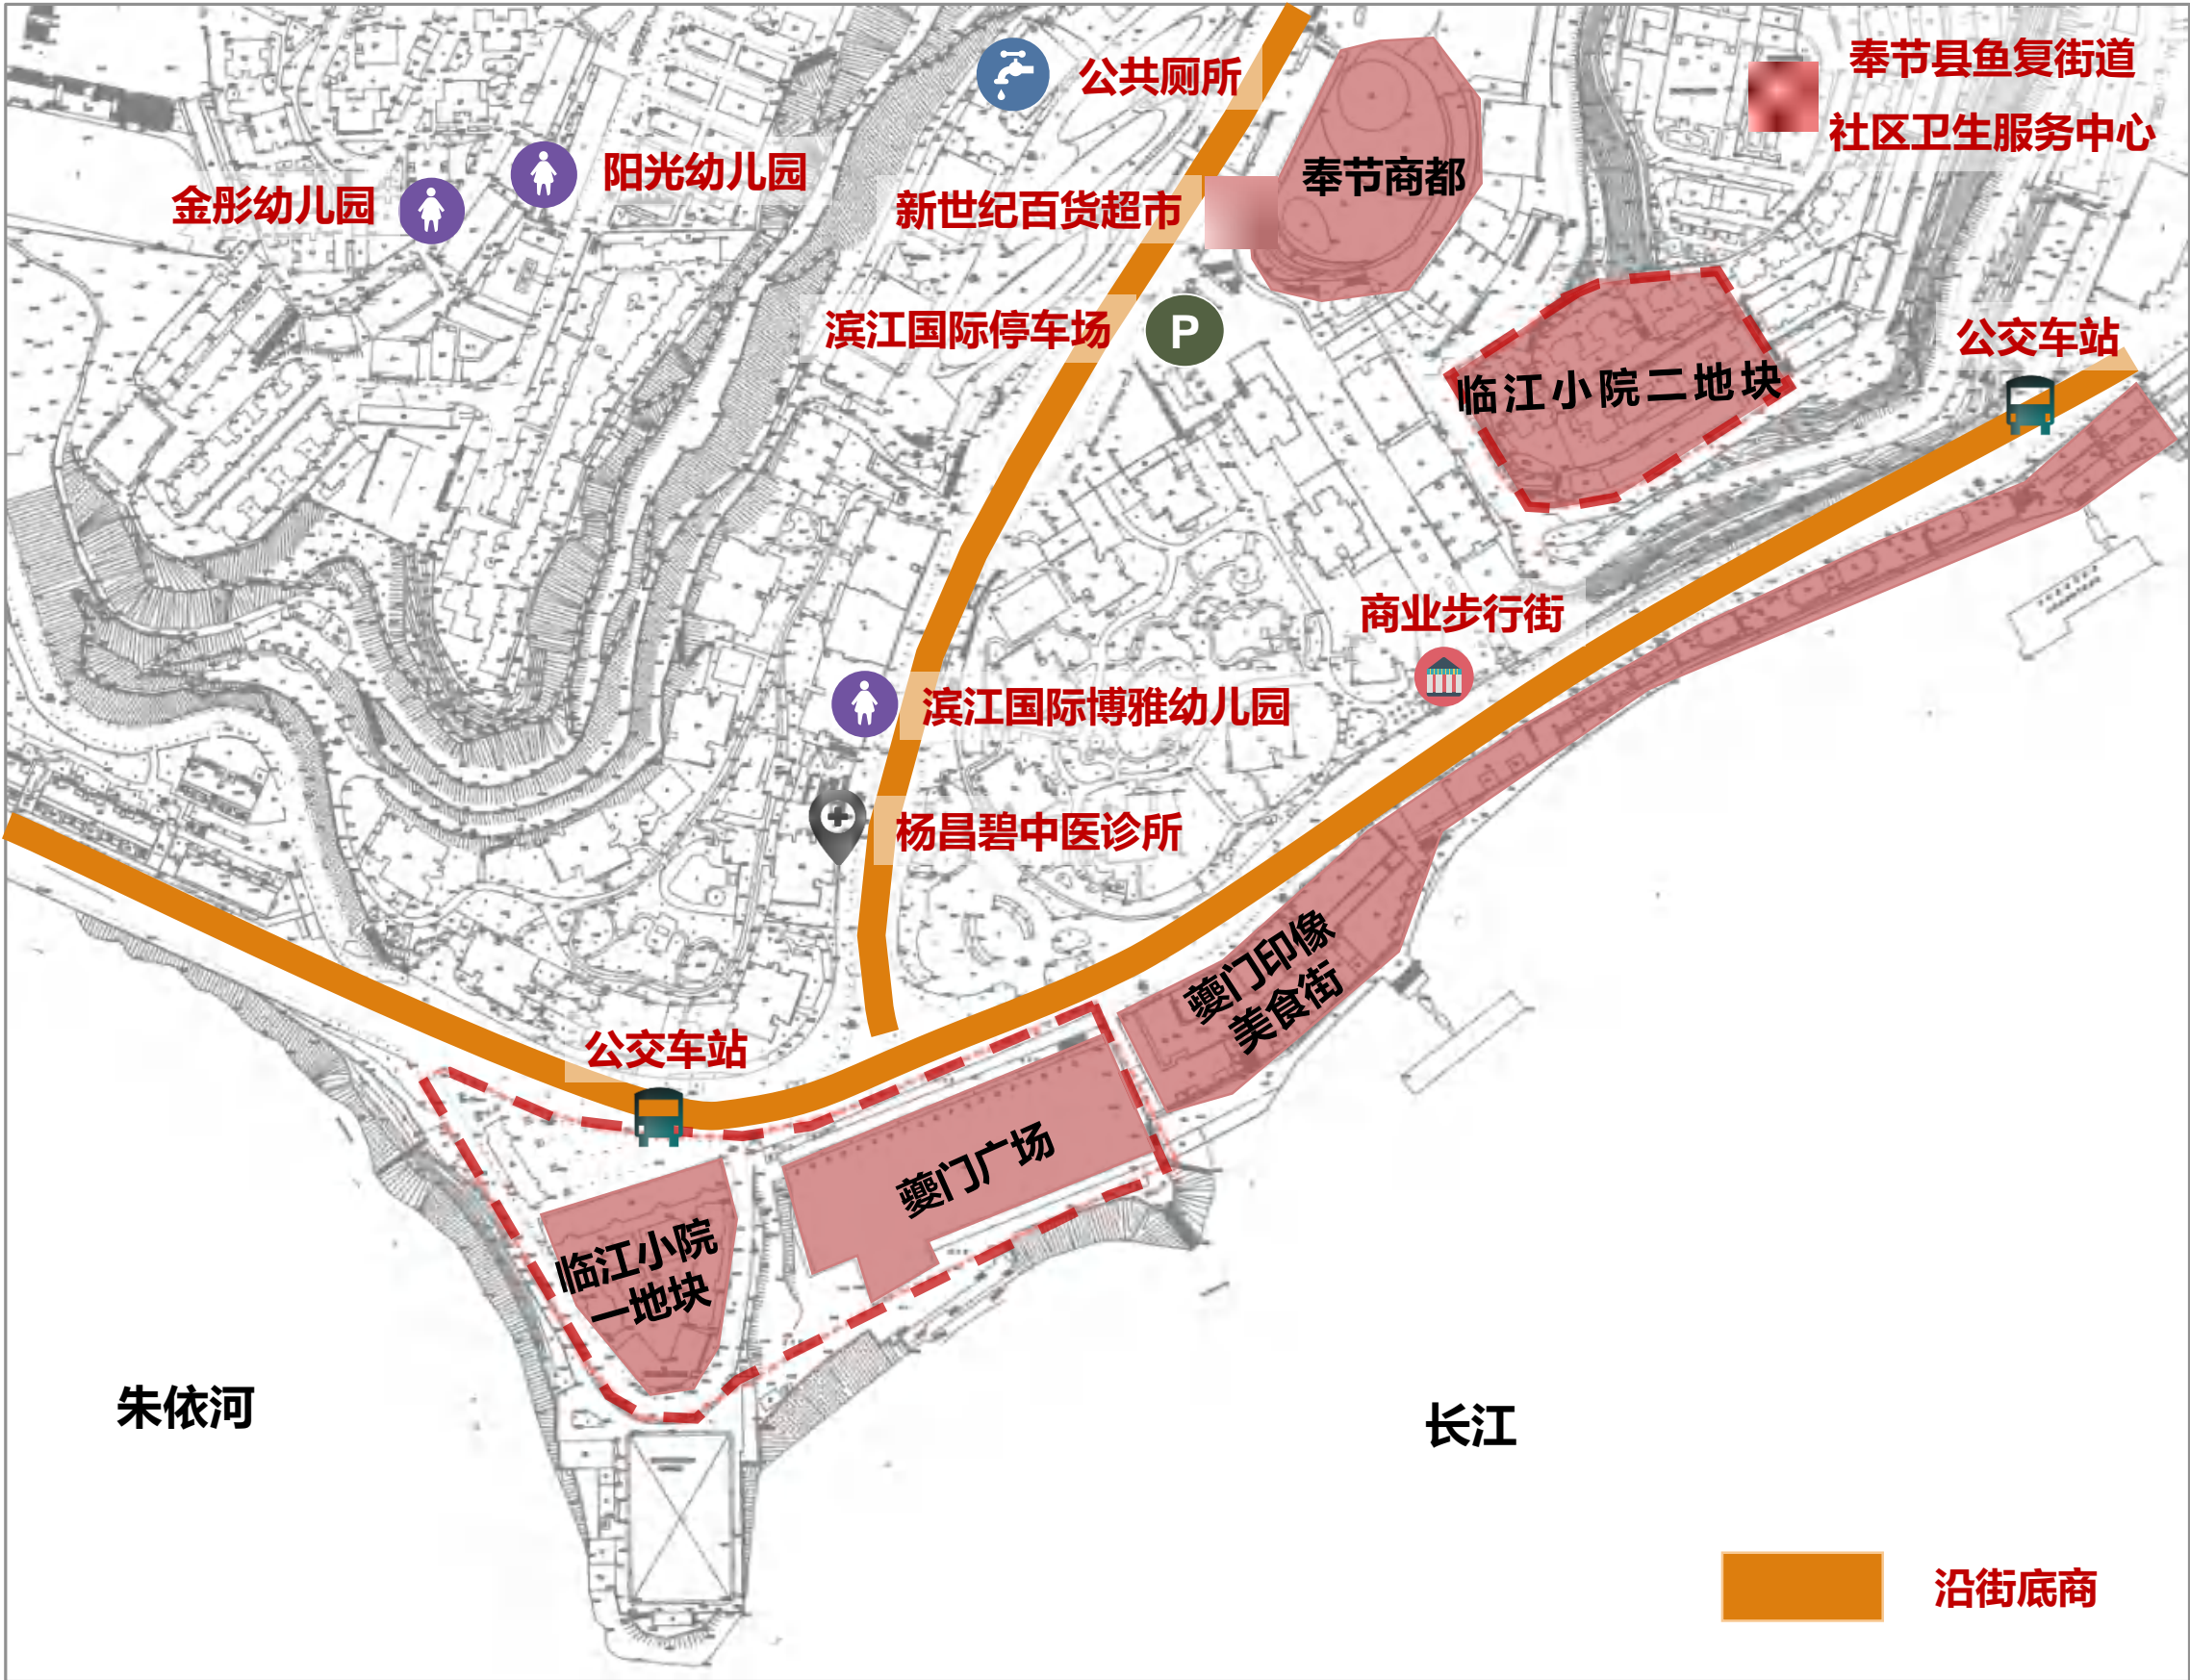 奉节县鱼复街道
社区卫生服务中心
公共厕所
阳光幼儿园
金彤幼儿园
奉节商都
新世纪百货超市
滨江国际停车场
P
公交车站
临江小院二地块
商业步行街
滨江国际博雅幼儿园
杨昌碧中医诊所
夔门印像
美食街
公交车站
夔门广场
临江小院
一地块
朱依河
长江
沿街底商